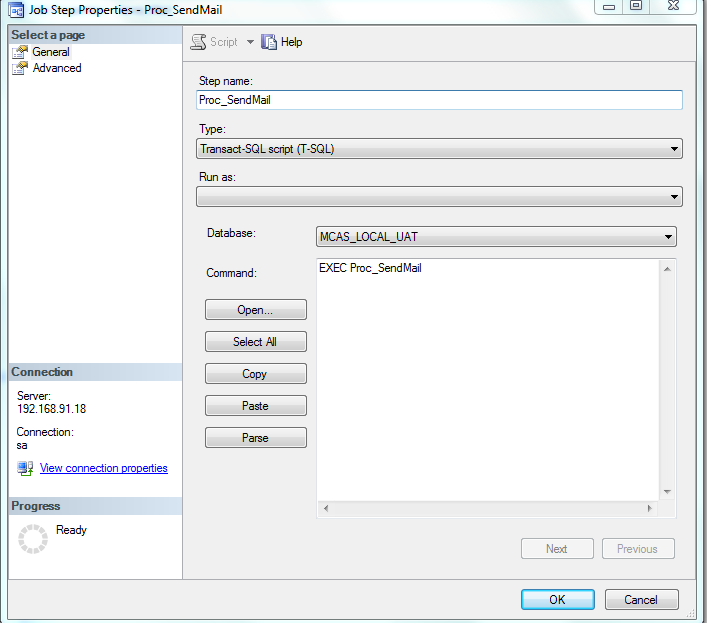 Job Step Properties - Proc_SendMail
Select a page
General
Advanced
Script
Help
Step name:
Proc_SendMail
Type:
Transact-SQL script (T-SQL)
Run as:
Database:
MCAS_LOCAL_UAT
Command:
EXEC Proc_SendMail
Open...
Select All
Copy
Paste
Parse
Connection
Server:
192.168.91.18
Connection:
sa
View connection properties
Progress
Ready
Next
Previous
OK
Cancel